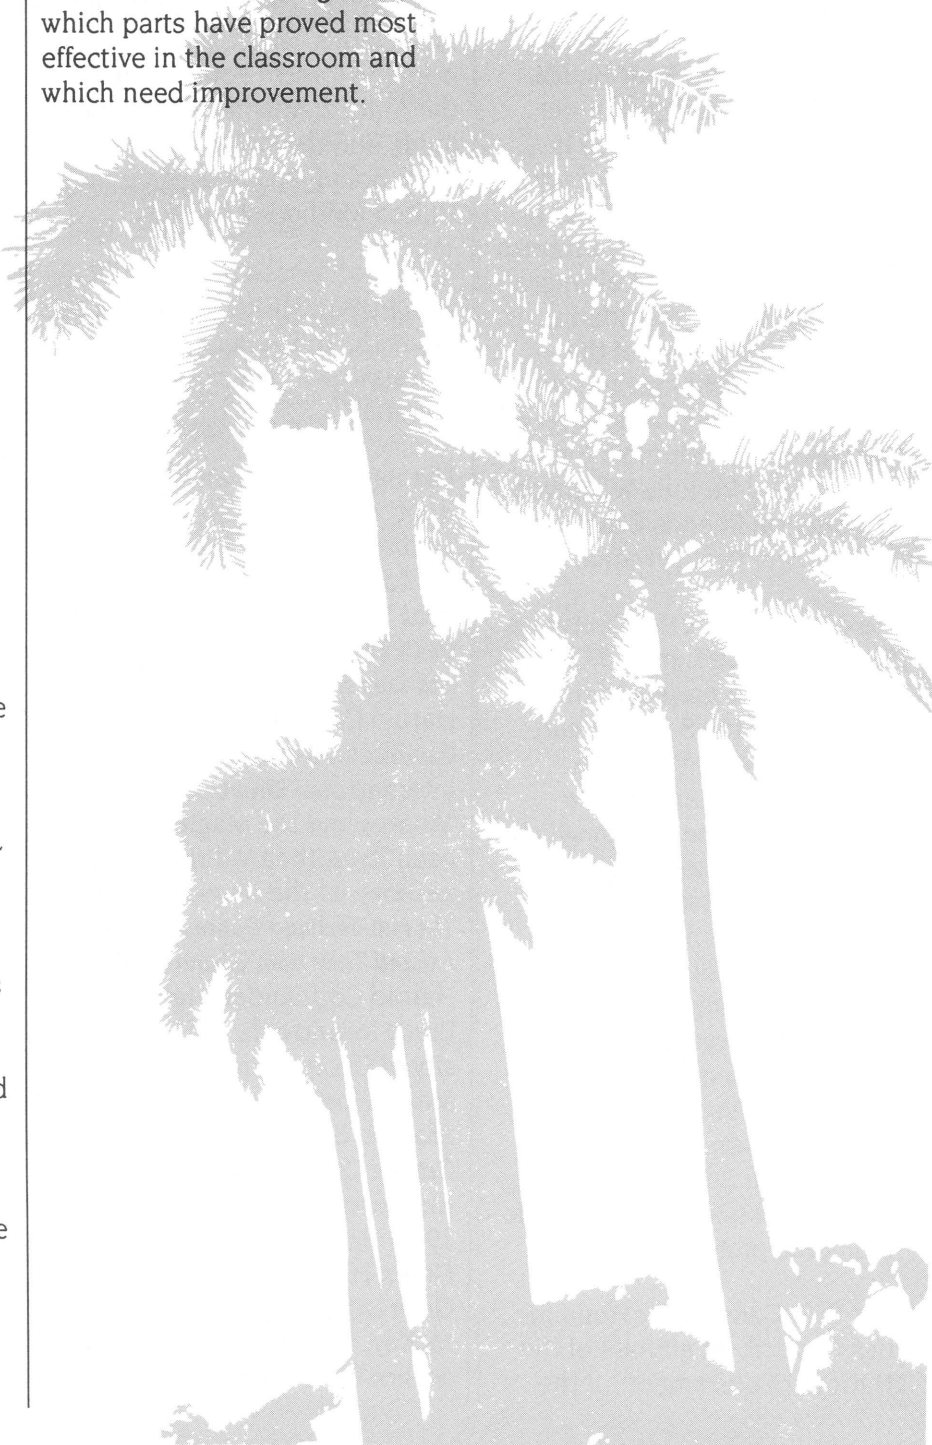 which parts have proved most
effective in the classroom and
which need improvement.
e
d
e